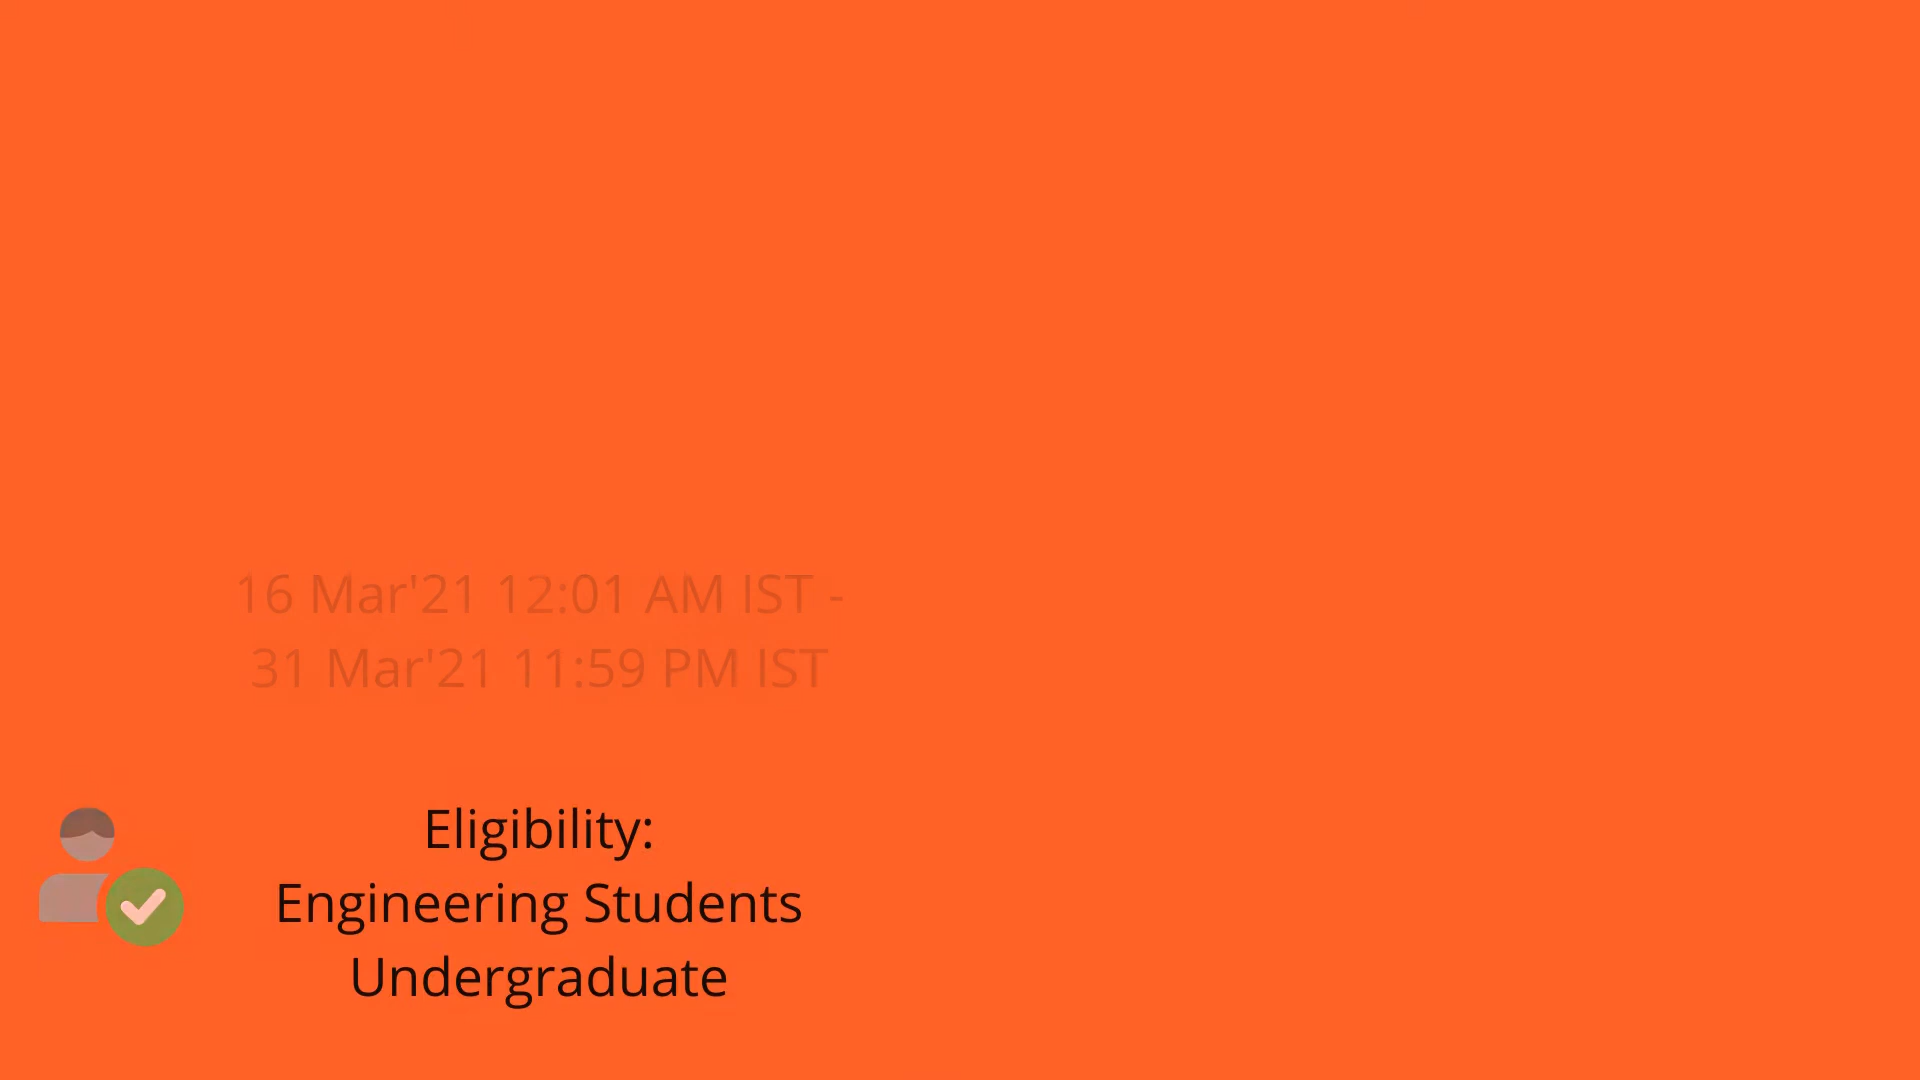 16 Mar'21 12:01 AM IST -
31 Mar'21 11:59 PM IST
Eligibility:
Engineering Students
Undergraduate